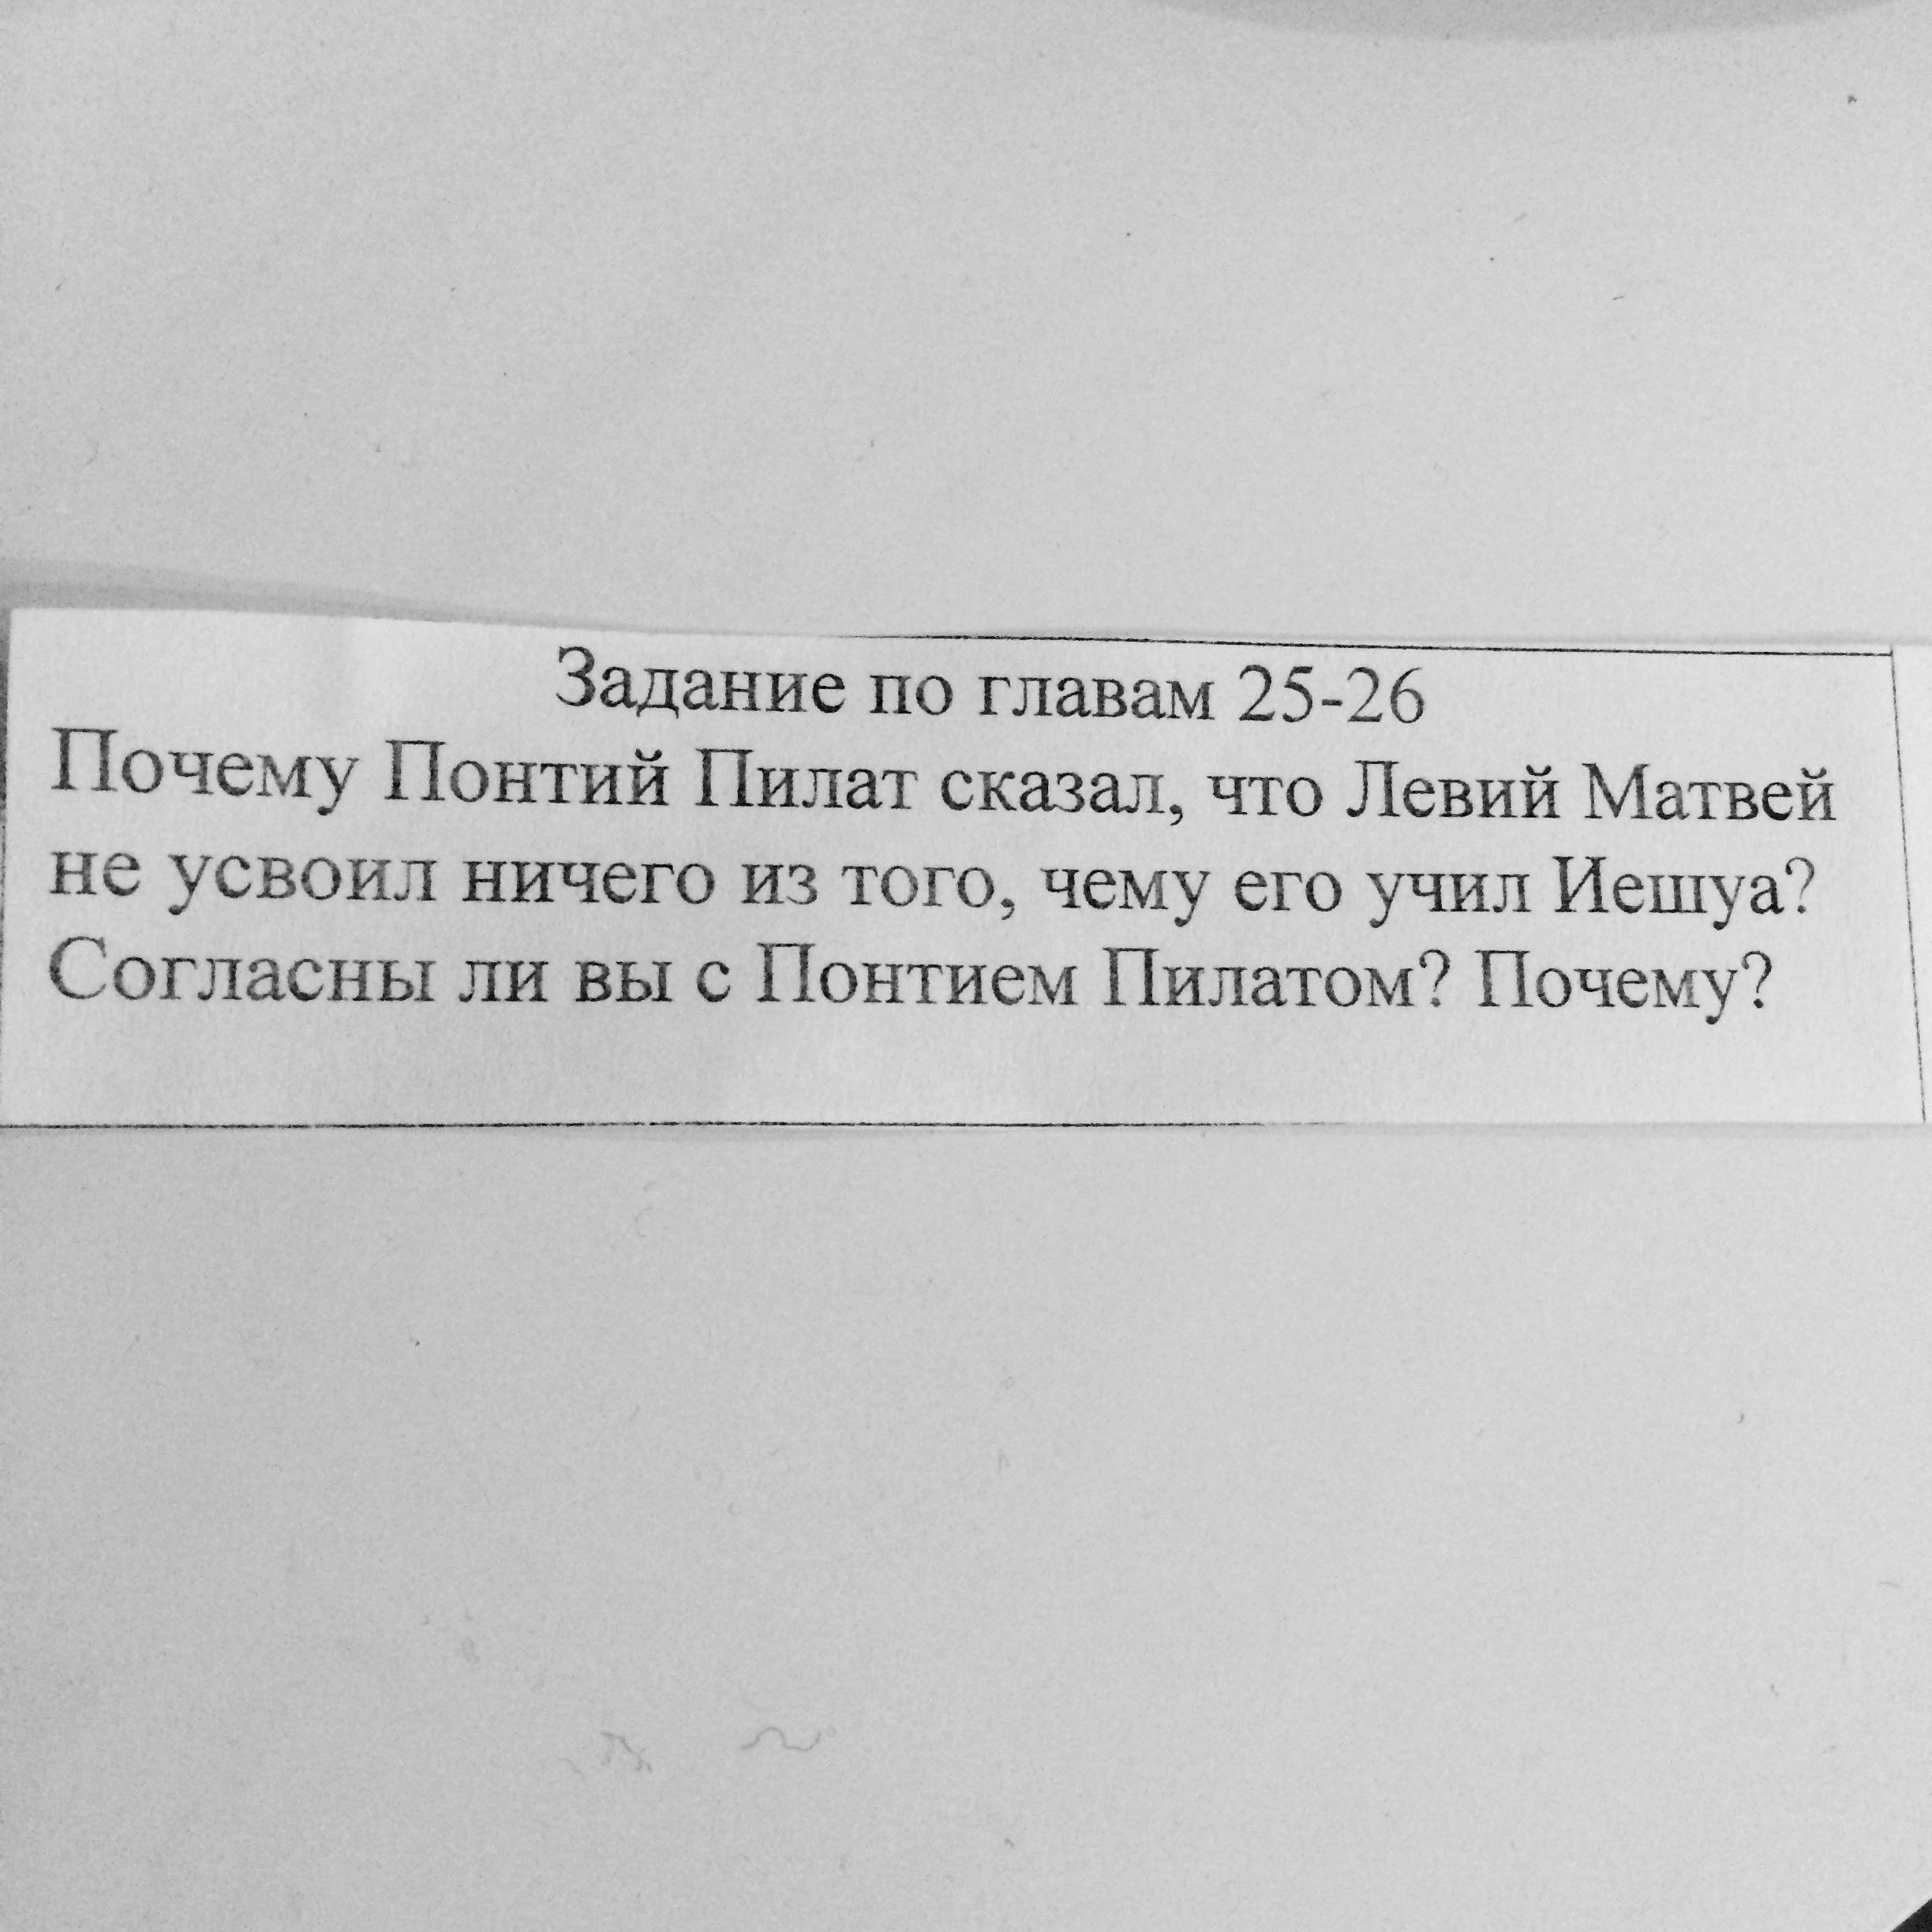 Задание по главам 25-26
Почему Понтий Пилат сказал, что Левий Матвей
не усвоил ничего из того, чему его учил Иешуа?
Согласны ли вы с Понтием Пилатом? Почему?